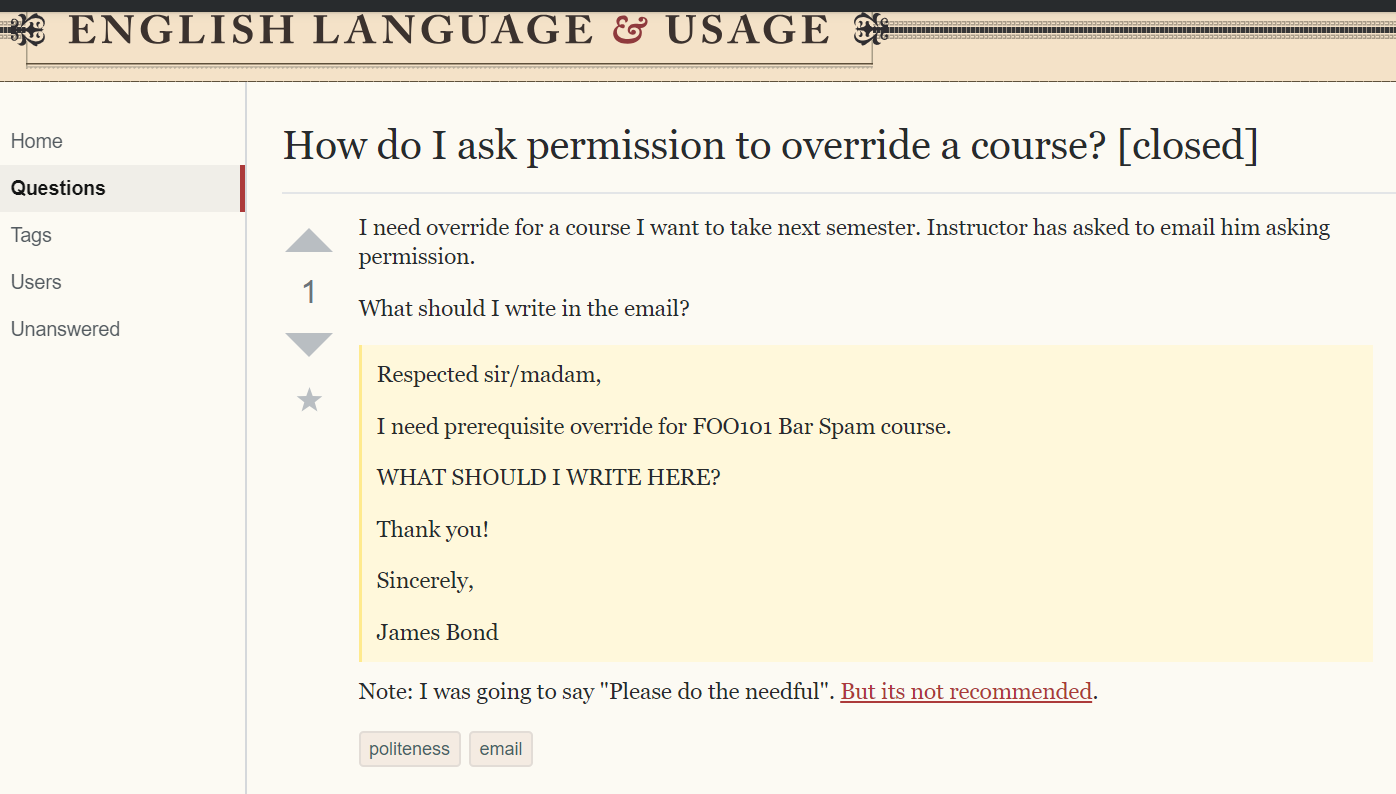 ENGLISH LANGUAGE & USAGE
Home
Questions
Tags
Users
Unanswered
How do I ask permission to override a course? [closed]
1
I need override for a course I want to take next semester. Instructor has asked to email him asking
permission.
What should I write in the email?
Respected sir/madam,
I need prerequisite override for FOO101 Bar Spam course.
WHAT SHOULD I WRITE HERE?
Thank you!
Sincerely,
James Bond
Note: I was going to say "Please do the needful". But its not recommended.
politeness email